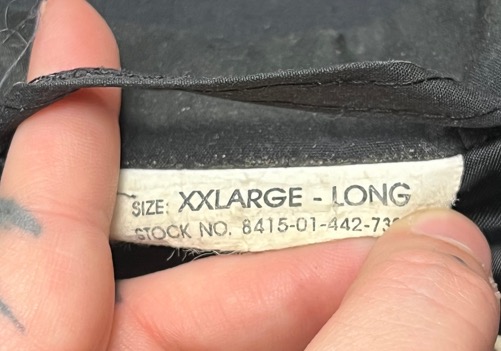 SIZE: XXLARGE - LONG
STOCK NO. 8415-01-442-73